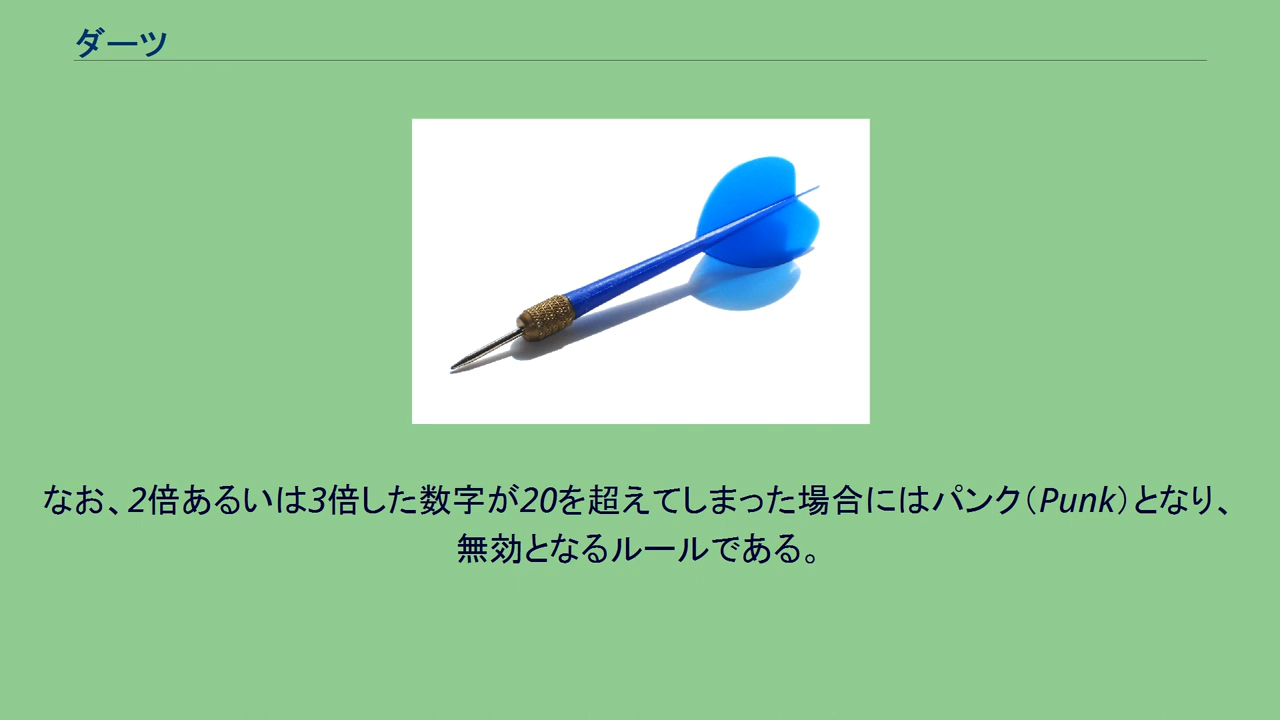 ダーツ
なお、2倍あるいは3倍した数字が20を超えてしまった場合にはパンク（Punk）となり、
無効となるルールである。